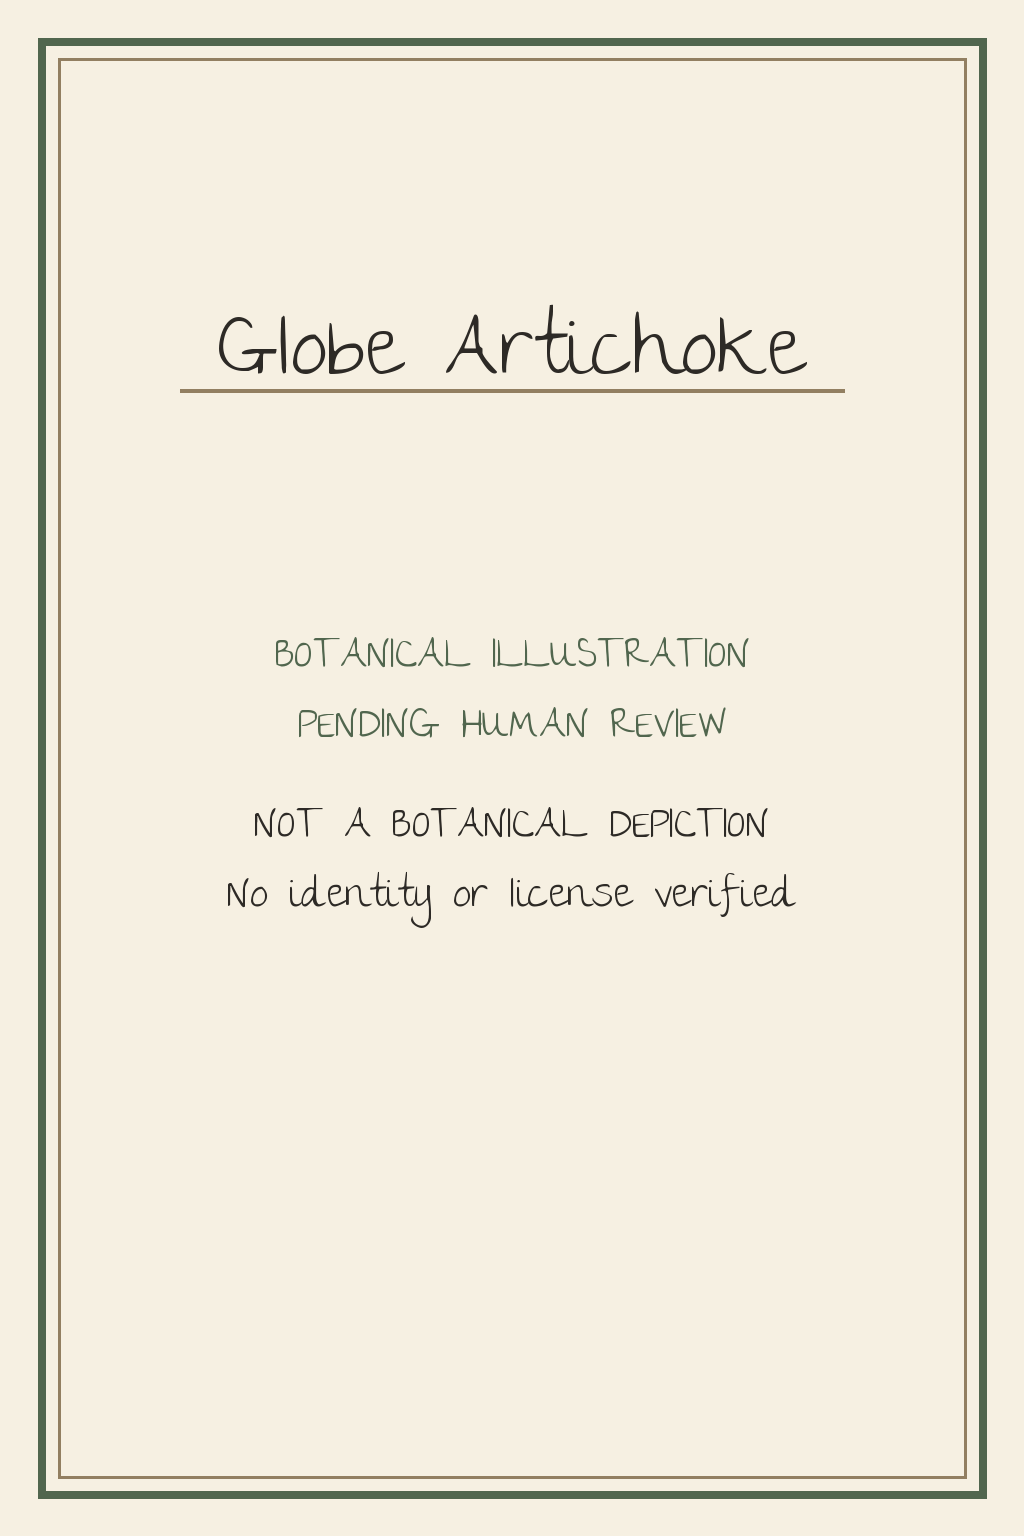 Globe Artichoke
BOTANICAL ILLUSTRATION
PENDING HUMAN REVIEW
NOT A BOTANICAL DEPICTION
No identity or license verified